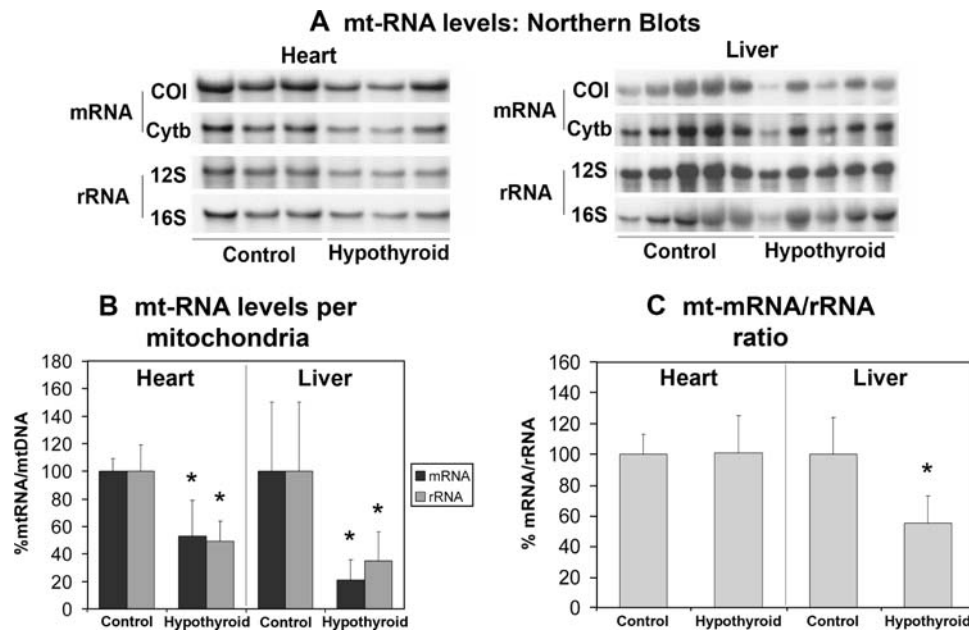 A mt-RNA levels: Northern Blots
Heart
Liver
mRNA
COI
Cytb
rRNA
12S
16S
Control
Hypothyroid
mRNA
COI
Cytb
rRNA
12S
16S
Control
Hypothyroid
B mt-RNA levels per
mitochondria
%mtRNA/mtDNA
180
160
140
120
100
80
60
40
20
0
Heart
Liver
*
*
*
*
Control
Hypothyroid
Control
Hypothyroid
mRNA
rRNA
C mt-mRNA/rRNA
ratio
% mRNA/rRNA
160
140
120
100
80
60
40
20
0
Heart
Liver
*
Control
Hypothyroid
Control
Hypothyroid